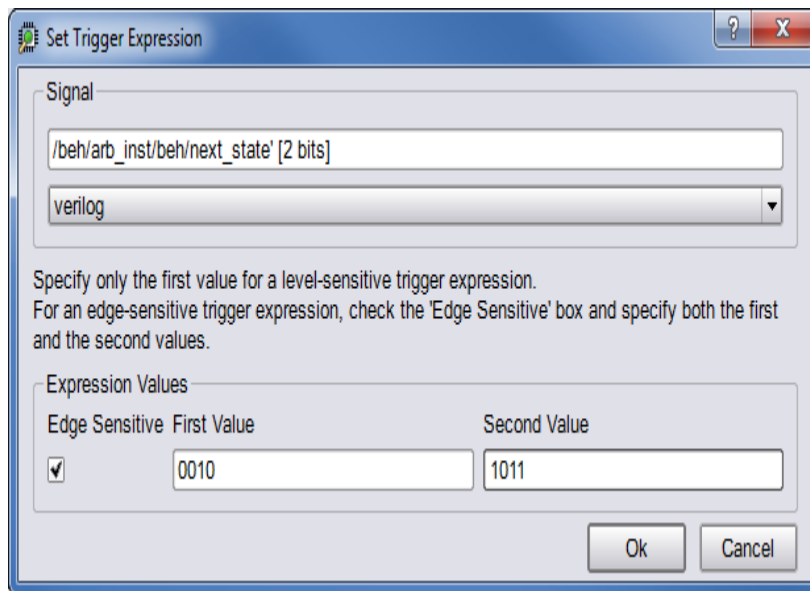 Set Trigger Expression
?
X
Signal
/beh/arb_inst/beh/next_state' [2 bits]
verilog
Specify only the first value for a level-sensitive trigger expression.
For an edge-sensitive trigger expression, check the 'Edge Sensitive' box and specify both the first
and the second values.
Expression Values
Edge Sensitive First Value Second Value
0010 1011
Ok Cancel